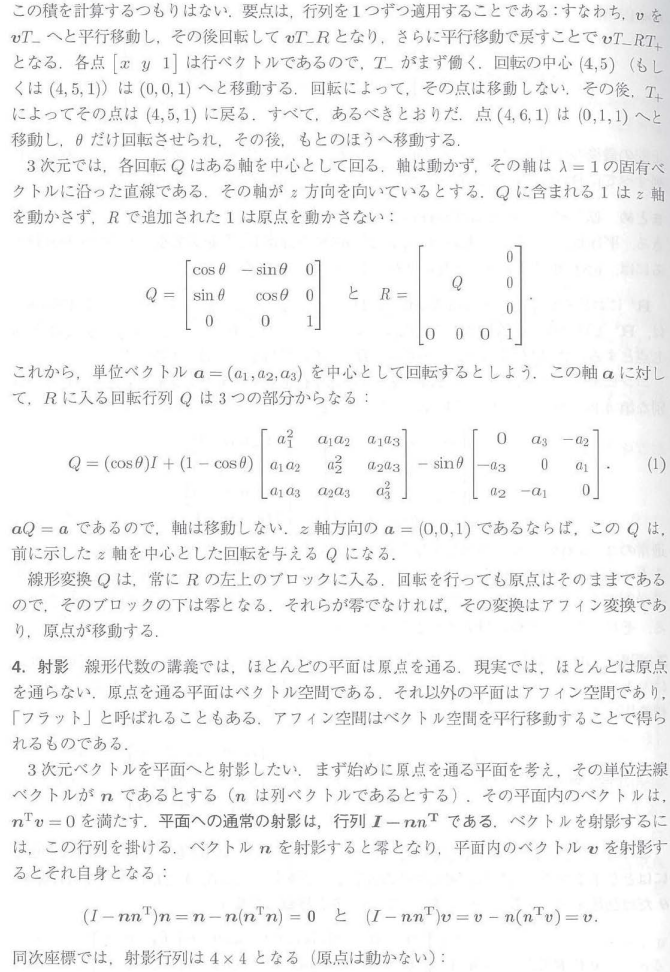 この積を計算するつもりはない．要点は，行列を1つずつ適用することである：すなわち，v を
vT₋ へと平行移動し，その後回転して vT₋R となり，さらに平行移動で戻すことで vT₋RT₊
となる．各点 [x y 1] は行ベクトルであるので，T₋ がまず働く．回転の中心 (4,5) （もし
くは (4,5,1)）は (0,0,1) へと移動する．回転によって，その点は移動しない．その後，T₊
によってその点は (4,5,1) に戻る．すべて，あるべきとおりだ．点 (4,6,1) は (0,1,1) へと
移動し，θ だけ回転させられ，その後，もとのほうへ移動する．
3次元では，各回転 Q はある軸を中心として回る．軸は動かず，その軸は λ = 1 の固有ベ
クトルに沿った直線である．その軸が z 方向を向いているとする．Q に含まれる 1 は z 軸
を動かさず，R で追加された 1 は原点を動かさない：
Q = [cos θ −sin θ 0; sin θ cos θ 0; 0 0 1] と R = [Q 0; 0; 0; 0 0 0 1].
これから，単位ベクトル a = (a₁,a₂,a₃) を中心として回転するとしよう．この軸 a に対し
て，R に入る回転行列 Q は3つの部分からなる：
Q = (cos θ)I + (1 − cos θ) [a₁² a₁a₂ a₁a₃; a₁a₂ a₂² a₂a₃; a₁a₃ a₂a₃ a₃²] − sin θ [0 a₃ −a₂; −a₃ 0 a₁; a₂ −a₁ 0]. (1)
aQ = a であるので，軸は移動しない．z 軸方向の a = (0,0,1) であるならば，この Q は，
前に示した z 軸を中心とした回転を与える Q になる．
線形変換 Q は，常に R の左上のブロックに入る．回転を行っても原点はそのままである
ので，そのブロックの下は零となる．それらが零でなければ，その変換はアフィン変換であ
り，原点が移動する．
4. 射影 線形代数の講義では，ほとんどの平面は原点を通る．現実では，ほとんどは原点
を通らない．原点を通る平面はベクトル空間である．それ以外の平面はアフィン空間であり，
「フラット」と呼ばれることもある．アフィン空間はベクトル空間を平行移動することで得ら
れるものである．
3次元ベクトルを平面へと射影したい．まず始めに原点を通る平面を考え，その単位法線
ベクトルが n であるとする（n は列ベクトルであるとする）．その平面内のベクトルは，
nᵀv = 0 を満たす．平面への通常の射影は，行列 I − nnᵀ である．ベクトルを射影するに
は，この行列を掛ける．ベクトル n を射影すると零となり，平面内のベクトル v を射影す
るとそれ自身となる：
(I − nnᵀ)n = n − n(nᵀn) = 0 と (I − nnᵀ)v = v − n(nᵀv) = v.
同次座標では，射影行列は 4 × 4 となる（原点は動かない）：